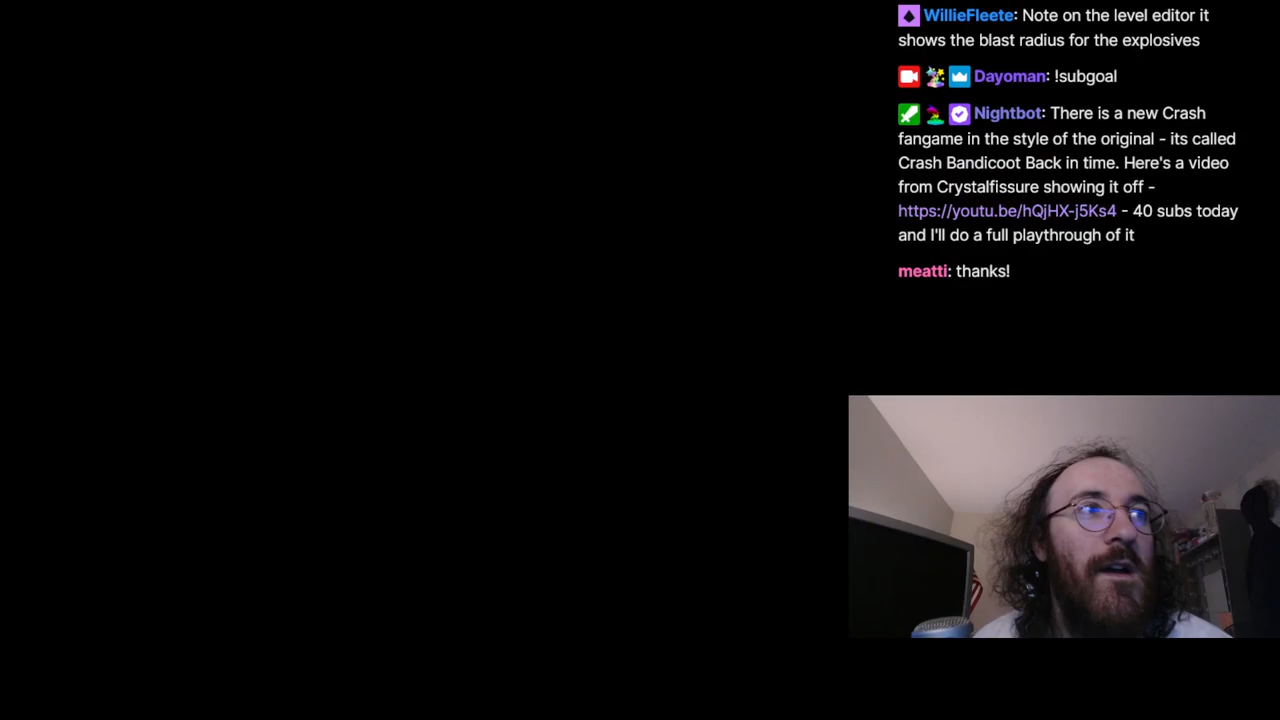 WillieFleete: Note on the level editor it
shows the blast radius for the explosives
Dayoman: !subgoal
Nightbot: There is a new Crash
fangame in the style of the original - its called
Crash Bandicoot Back in time. Here's a video
from Crystalfissure showing it off -
https://youtu.be/hQjHX-j5Ks4 - 40 subs today
and I'll do a full playthrough of it
meatti: thanks!